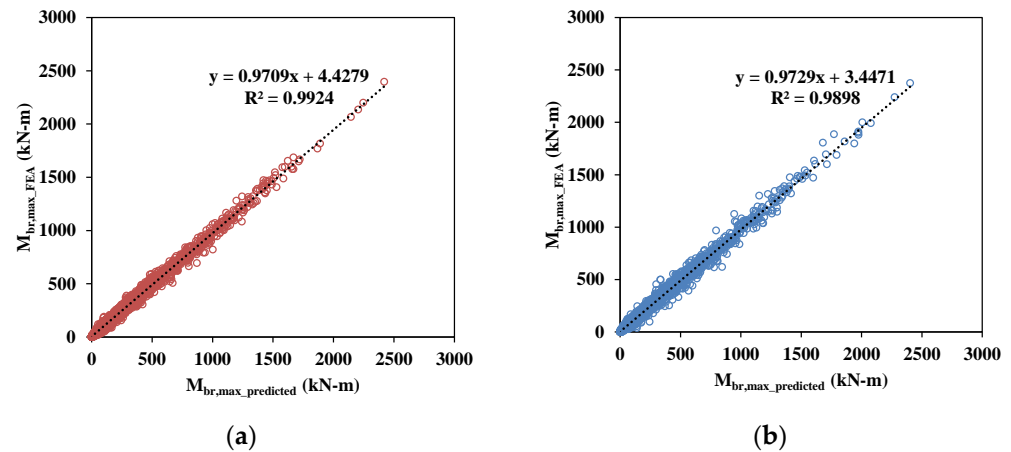 3000
2500
2000
1500
1000
500
0
M_br,max_FEA (kN-m)
y = 0.9709x + 4.4279
R² = 0.9924
0 500 1000 1500 2000 2500 3000
M_br,max_predicted (kN-m)
(a)
3000
2500
2000
1500
1000
500
0
M_br,max_FEA (kN-m)
y = 0.9729x + 3.4471
R² = 0.9898
0 500 1000 1500 2000 2500 3000
M_br,max_predicted (kN-m)
(b)